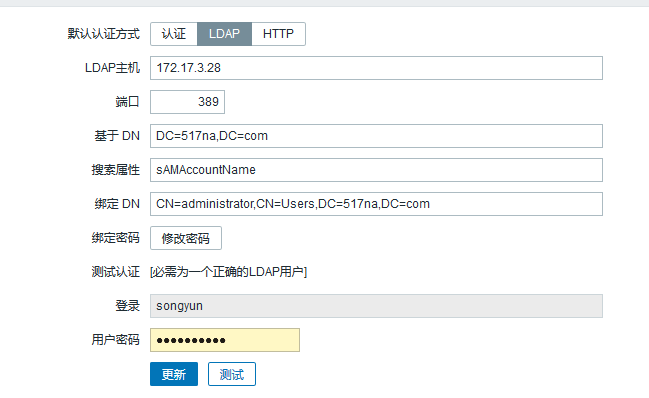 默认认证方式 认证 LDAP HTTP
LDAP主机 172.17.3.28
端口 389
基于 DN DC=517na,DC=com
搜索属性 sAMAccountName
绑定 DN CN=administrator,CN=Users,DC=517na,DC=com
绑定密码 修改密码
测试认证 [必需为一个正确的LDAP用户]
登录 songyun
用户密码 ●●●●●●●●●●
更新 测试